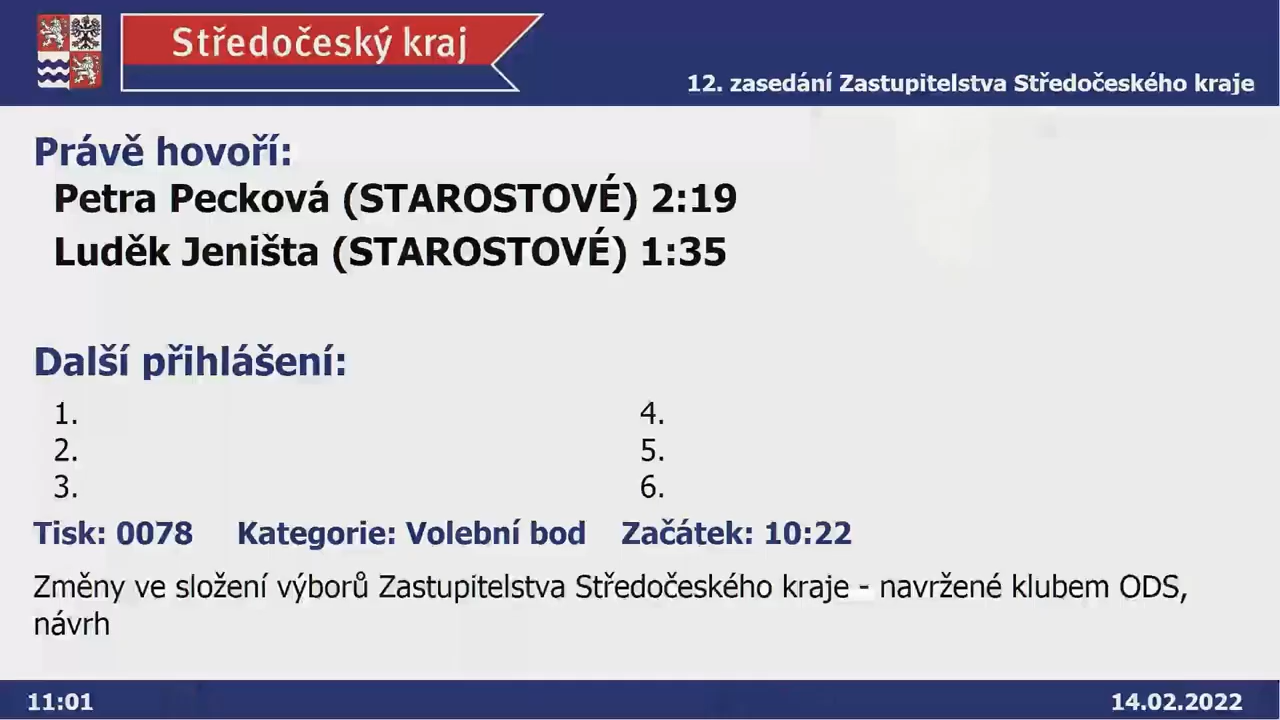 Středočeský kraj
12. zasedání Zastupitelstva Středočeského kraje
Právě hovoří:
Petra Pecková (STAROSTOVÉ) 2:19
Luděk Jeništa (STAROSTOVÉ) 1:35
Další přihlášení:
1.
2.
3.
4.
5.
6.
Tisk: 0078 Kategorie: Volební bod Začátek: 10:22
Změny ve složení výborů Zastupitelstva Středočeského kraje - navržené klubem ODS,
návrh
11:01
14.02.2022